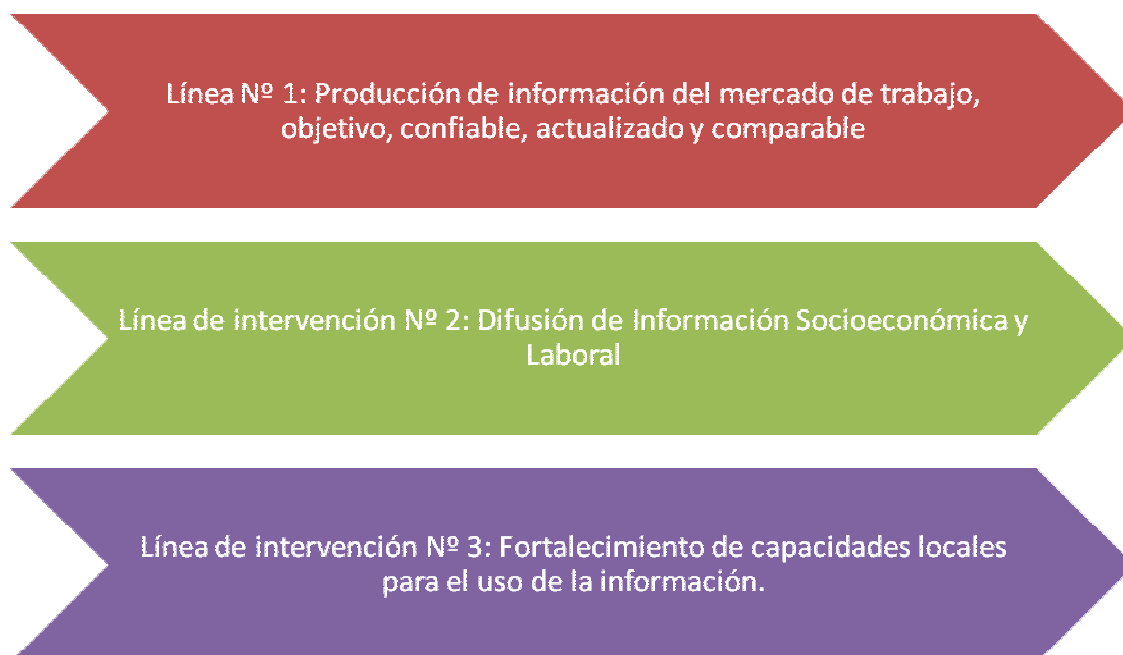 Línea Nº 1: Producción de información del mercado de trabajo,
objetivo, confiable, actualizado y comparable
Línea de intervención Nº 2: Difusión de Información Socioeconómica y
Laboral
Línea de intervención Nº 3: Fortalecimiento de capacidades locales
para el uso de la información.